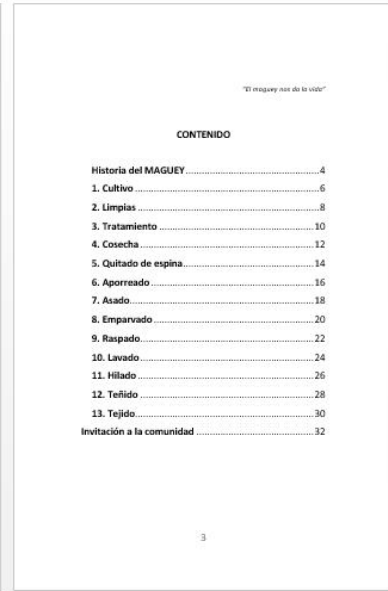 "El maguey nos da la vida"
CONTENIDO
Historia del MAGUEY ........................................ 4
1. Cultivo ........................................ 6
2. Limpias ........................................ 8
3. Tratamiento ........................................ 10
4. Cosecha ........................................ 12
5. Quitado de espina ........................................ 14
6. Aporreado ........................................ 16
7. Asado ........................................ 18
8. Emparvado ........................................ 20
9. Raspado ........................................ 22
10. Lavado ........................................ 24
11. Hilado ........................................ 26
12. Teñido ........................................ 28
13. Tejido ........................................ 30
Invitación a la comunidad ........................................ 32
3